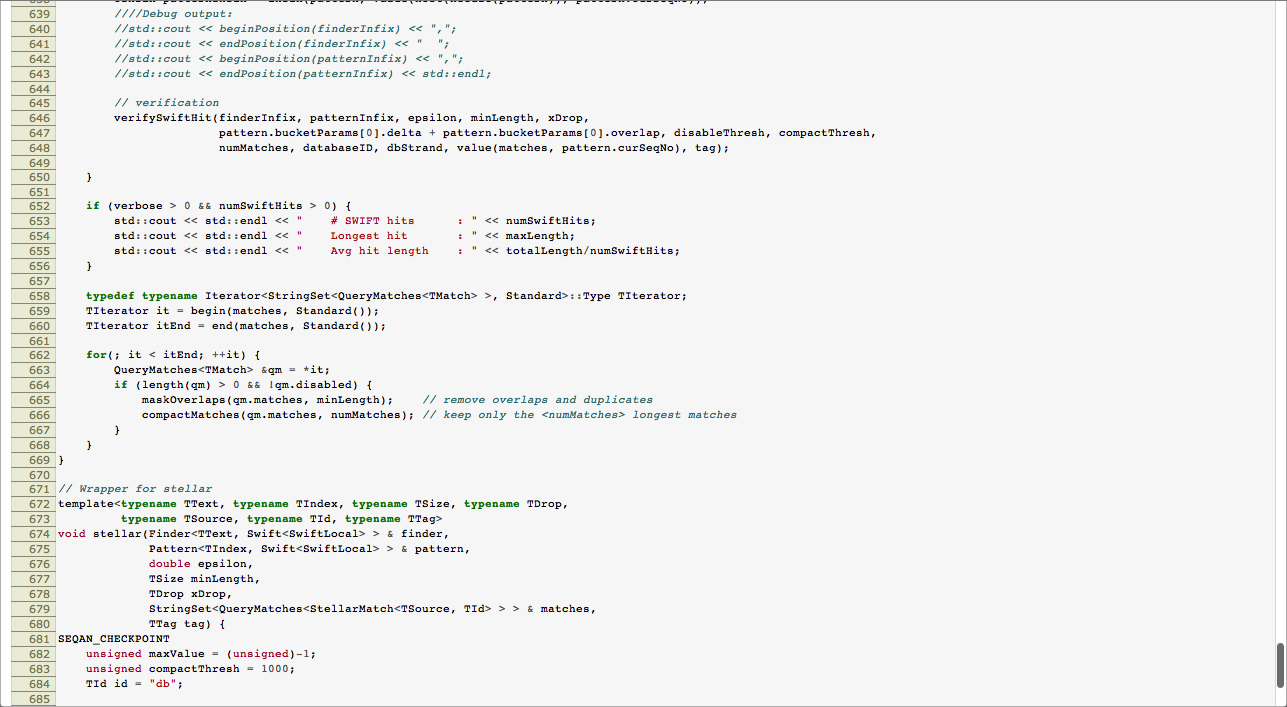 639         ////Debug output:
640         //std::cout << beginPosition(finderInfix) << ",";
641         //std::cout << endPosition(finderInfix) << "  ";
642         //std::cout << beginPosition(patternInfix) << ",";
643         //std::cout << endPosition(patternInfix) << std::endl;
644
645         // verification
646         verifySwiftHit(finderInfix, patternInfix, epsilon, minLength, xDrop,
647                        pattern.bucketParams[0].delta + pattern.bucketParams[0].overlap, disableThresh, compactThresh,
648                        numMatches, databaseID, dbStrand, value(matches, pattern.curSeqNo), tag);
649
650     }
651
652     if (verbose > 0 && numSwiftHits > 0) {
653         std::cout << std::endl << "    # SWIFT hits      : " << numSwiftHits;
654         std::cout << std::endl << "    Longest hit       : " << maxLength;
655         std::cout << std::endl << "    Avg hit length    : " << totalLength/numSwiftHits;
656     }
657
658     typedef typename Iterator<StringSet<QueryMatches<TMatch> >, Standard>::Type TIterator;
659     TIterator it = begin(matches, Standard());
660     TIterator itEnd = end(matches, Standard());
661
662     for(; it < itEnd; ++it) {
663         QueryMatches<TMatch> &qm = *it;
664         if (length(qm) > 0 && !qm.disabled) {
665             maskOverlaps(qm.matches, minLength);    // remove overlaps and duplicates
666             compactMatches(qm.matches, numMatches); // keep only the <numMatches> longest matches
667         }
668     }
669 }
670
671 // Wrapper for stellar
672 template<typename TText, typename TIndex, typename TSize, typename TDrop,
673          typename TSource, typename TId, typename TTag>
674 void stellar(Finder<TText, Swift<SwiftLocal> > & finder,
675              Pattern<TIndex, Swift<SwiftLocal> > & pattern,
676              double epsilon,
677              TSize minLength,
678              TDrop xDrop,
679              StringSet<QueryMatches<StellarMatch<TSource, TId> > > & matches,
680              TTag tag) {
681 SEQAN_CHECKPOINT
682     unsigned maxValue = (unsigned)-1;
683     unsigned compactThresh = 1000;
684     TId id = "db";
685